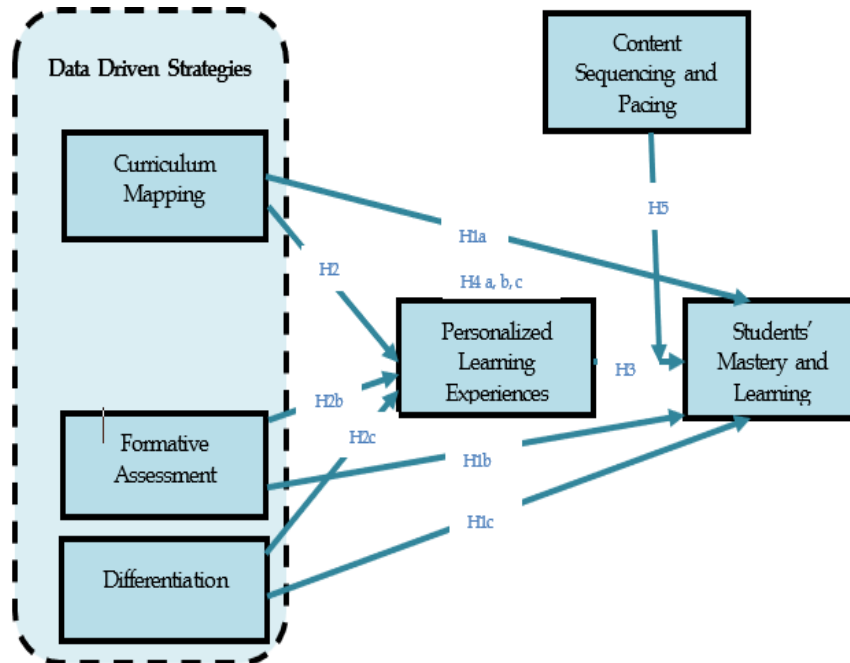 Data Driven Strategies
Content
Sequencing and
Pacing
Curriculum
Mapping
H5
H1a
H2
H4 a, b, c
Personalized
Learning
Experiences
H3
Students'
Mastery and
Learning
H2b
H2c
Formative
Assessment
H1b
H1c
Differentiation